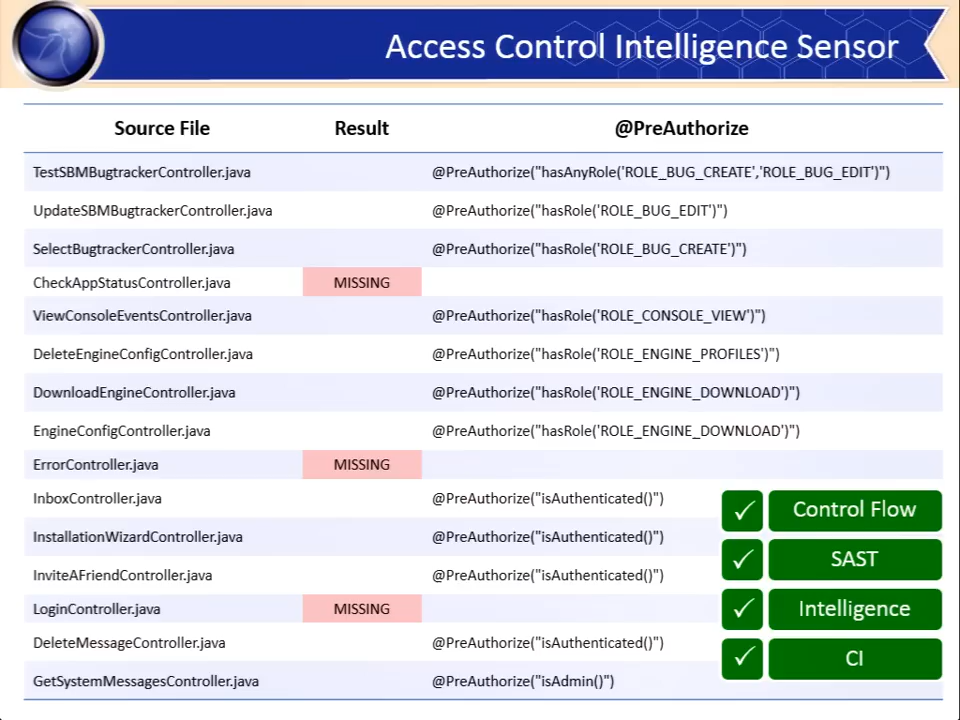 Access Control Intelligence Sensor
Source File Result @PreAuthorize
TestSBMBugtrackerController.java @PreAuthorize("hasAnyRole('ROLE_BUG_CREATE','ROLE_BUG_EDIT')")
UpdateSBMBugtrackerController.java @PreAuthorize("hasRole('ROLE_BUG_EDIT')")
SelectBugtrackerController.java @PreAuthorize("hasRole('ROLE_BUG_CREATE')")
CheckAppStatusController.java MISSING
ViewConsoleEventsController.java @PreAuthorize("hasRole('ROLE_CONSOLE_VIEW')")
DeleteEngineConfigController.java @PreAuthorize("hasRole('ROLE_ENGINE_PROFILES')")
DownloadEngineController.java @PreAuthorize("hasRole('ROLE_ENGINE_DOWNLOAD')")
EngineConfigController.java @PreAuthorize("hasRole('ROLE_ENGINE_DOWNLOAD')")
ErrorController.java MISSING
InboxController.java @PreAuthorize("isAuthenticated()")
InstallationWizardController.java @PreAuthorize("isAuthenticated()")
InviteAFriendController.java @PreAuthorize("isAuthenticated()")
LoginController.java MISSING
DeleteMessageController.java @PreAuthorize("isAuthenticated()")
GetSystemMessagesController.java @PreAuthorize("isAdmin()")
✓ Control Flow
✓ SAST
✓ Intelligence
✓ CI